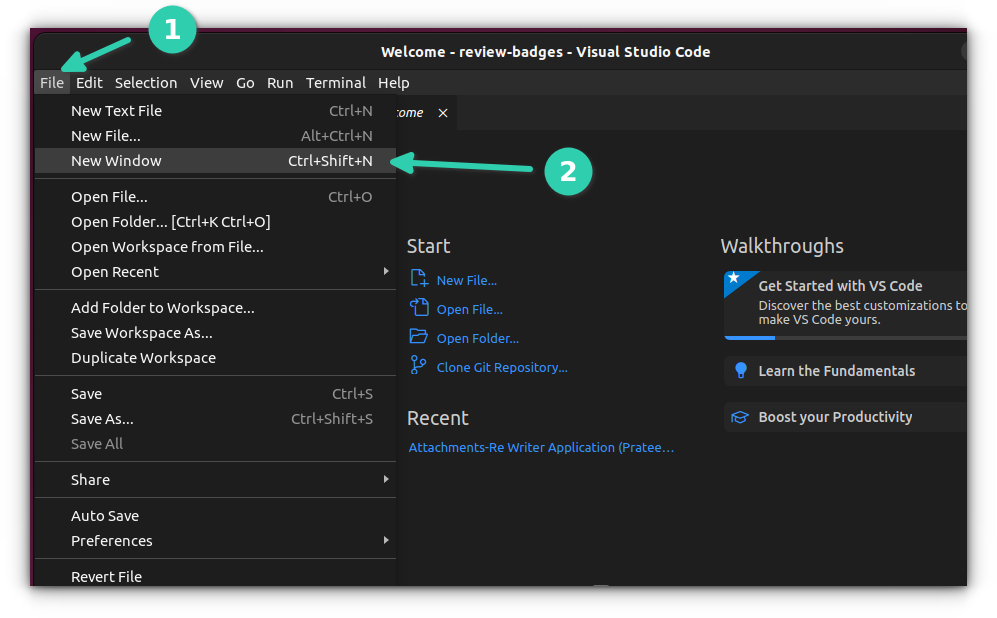 1
Welcome - review-badges - Visual Studio Code
File Edit Selection View Go Run Terminal Help
New Text File Ctrl+N
New File... Alt+Ctrl+N
New Window Ctrl+Shift+N
2
Open File... Ctrl+O
Open Folder... [Ctrl+K Ctrl+O]
Open Workspace from File...
Open Recent
Add Folder to Workspace...
Save Workspace As...
Duplicate Workspace
Save Ctrl+S
Save As... Ctrl+Shift+S
Save All
Share
Auto Save
Preferences
Revert File
ome
Start
New File...
Open File...
Open Folder...
Clone Git Repository...
Recent
Attachments-Re Writer Application (Pratee...
Walkthroughs
Get Started with VS Code
Discover the best customizations to
make VS Code yours.
Learn the Fundamentals
Boost your Productivity